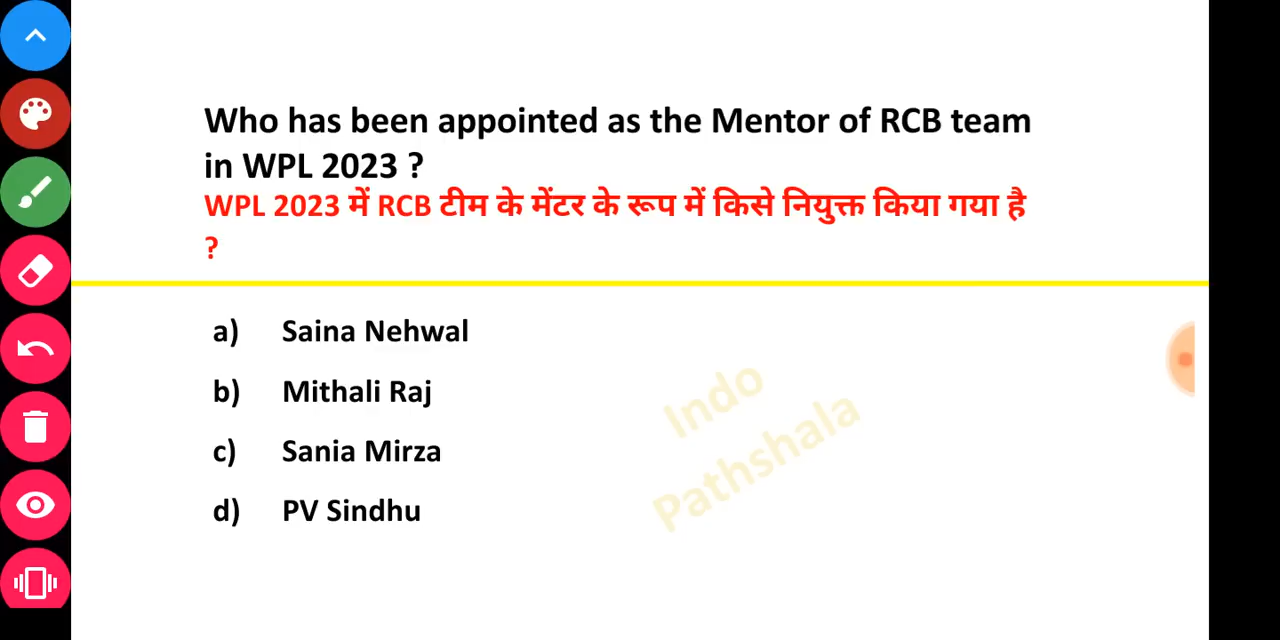 Who has been appointed as the Mentor of RCB team
in WPL 2023 ?
WPL 2023 में RCB टीम के मेंटर के रूप में किसे नियुक्त किया गया है
?
a) Saina Nehwal
b) Mithali Raj
c) Sania Mirza
d) PV Sindhu
Indo
Pathshala